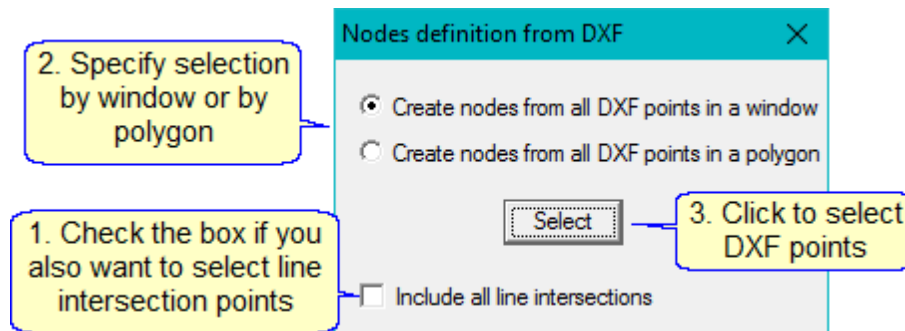 Nodes definition from DXF
2. Specify selection
by window or by
polygon
Create nodes from all DXF points in a window
Create nodes from all DXF points in a polygon
Select
3. Click to select
DXF points
1. Check the box if you
also want to select line
intersection points
Include all line intersections